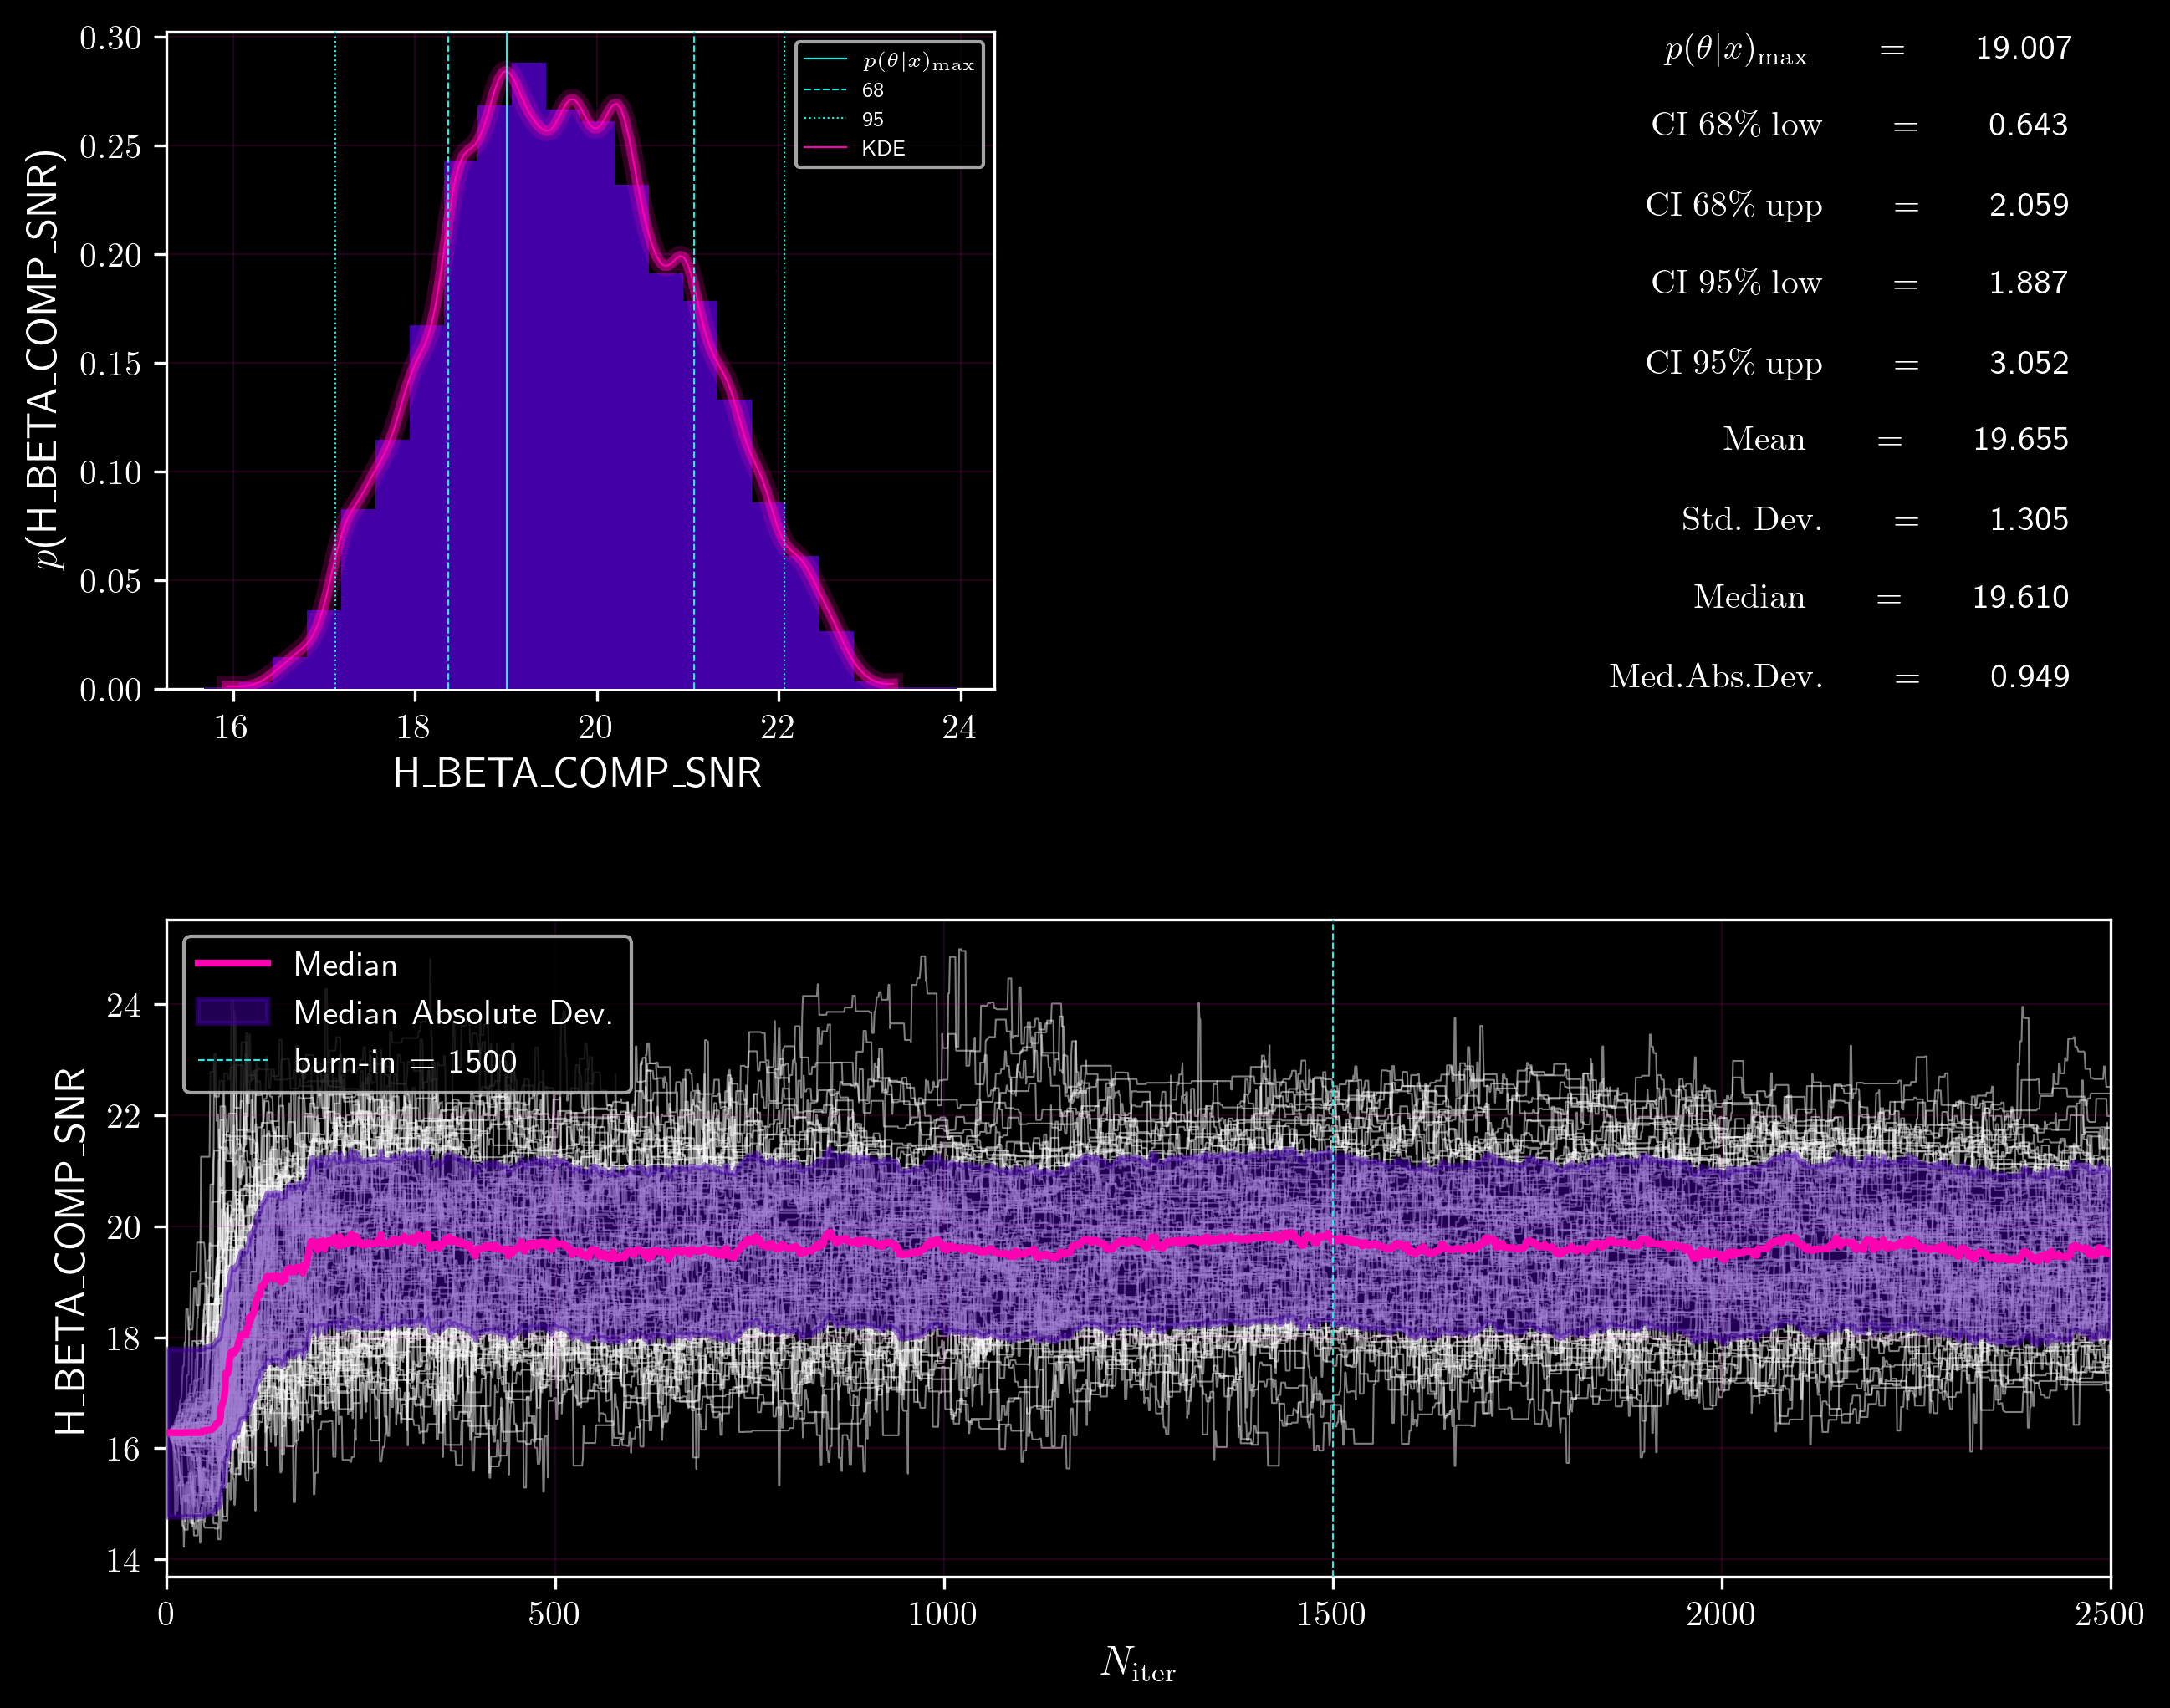 0.30
0.25
0.20
0.15
0.10
0.05
0.00
p(H_BETA_COMP_SNR)
16 18 20 22 24
H_BETA_COMP_SNR
p(θ|x)max
68
95
KDE
p(θ|x)max = 19.007
CI 68% low = 0.643
CI 68% upp = 2.059
CI 95% low = 1.887
CI 95% upp = 3.052
Mean = 19.655
Std. Dev. = 1.305
Median = 19.610
Med.Abs.Dev. = 0.949
24
22
20
18
16
14
H_BETA_COMP_SNR
Median
Median Absolute Dev.
burn-in = 1500
0 500 1000 1500 2000 2500
Niter